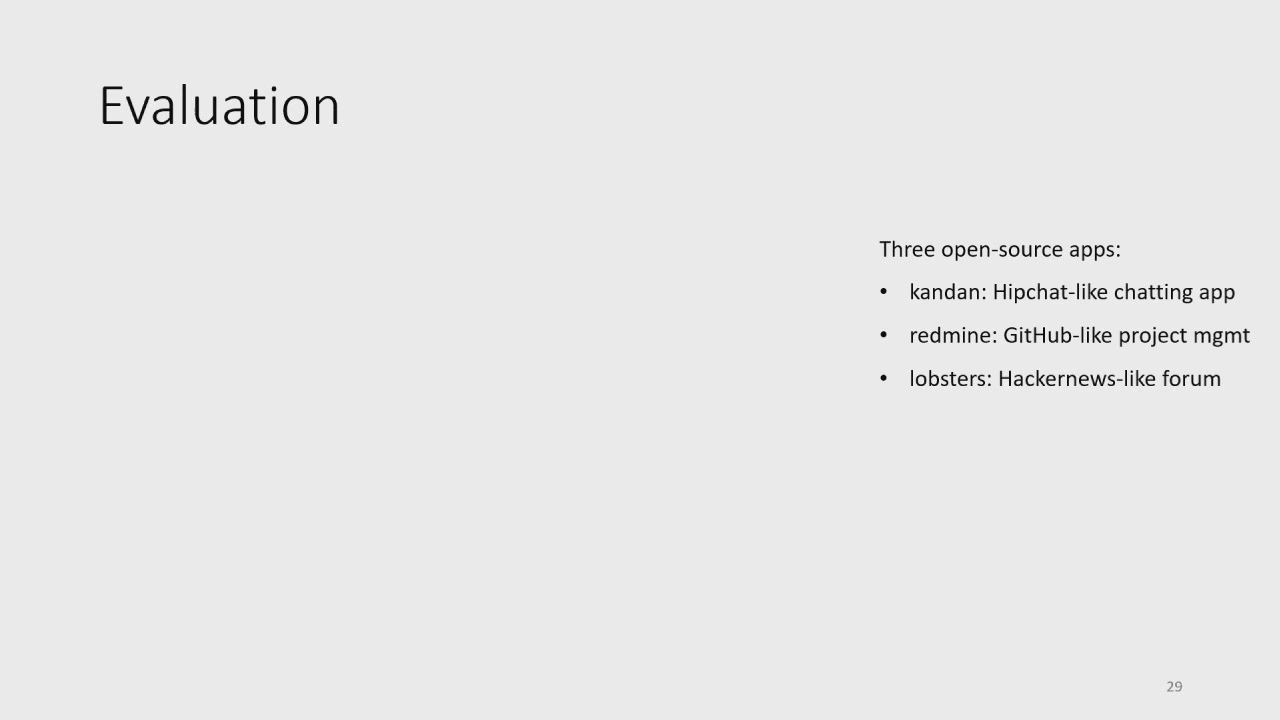 Evaluation
Three open-source apps:
• kandan: Hipchat-like chatting app
• redmine: GitHub-like project mgmt
• lobsters: Hackernews-like forum
29